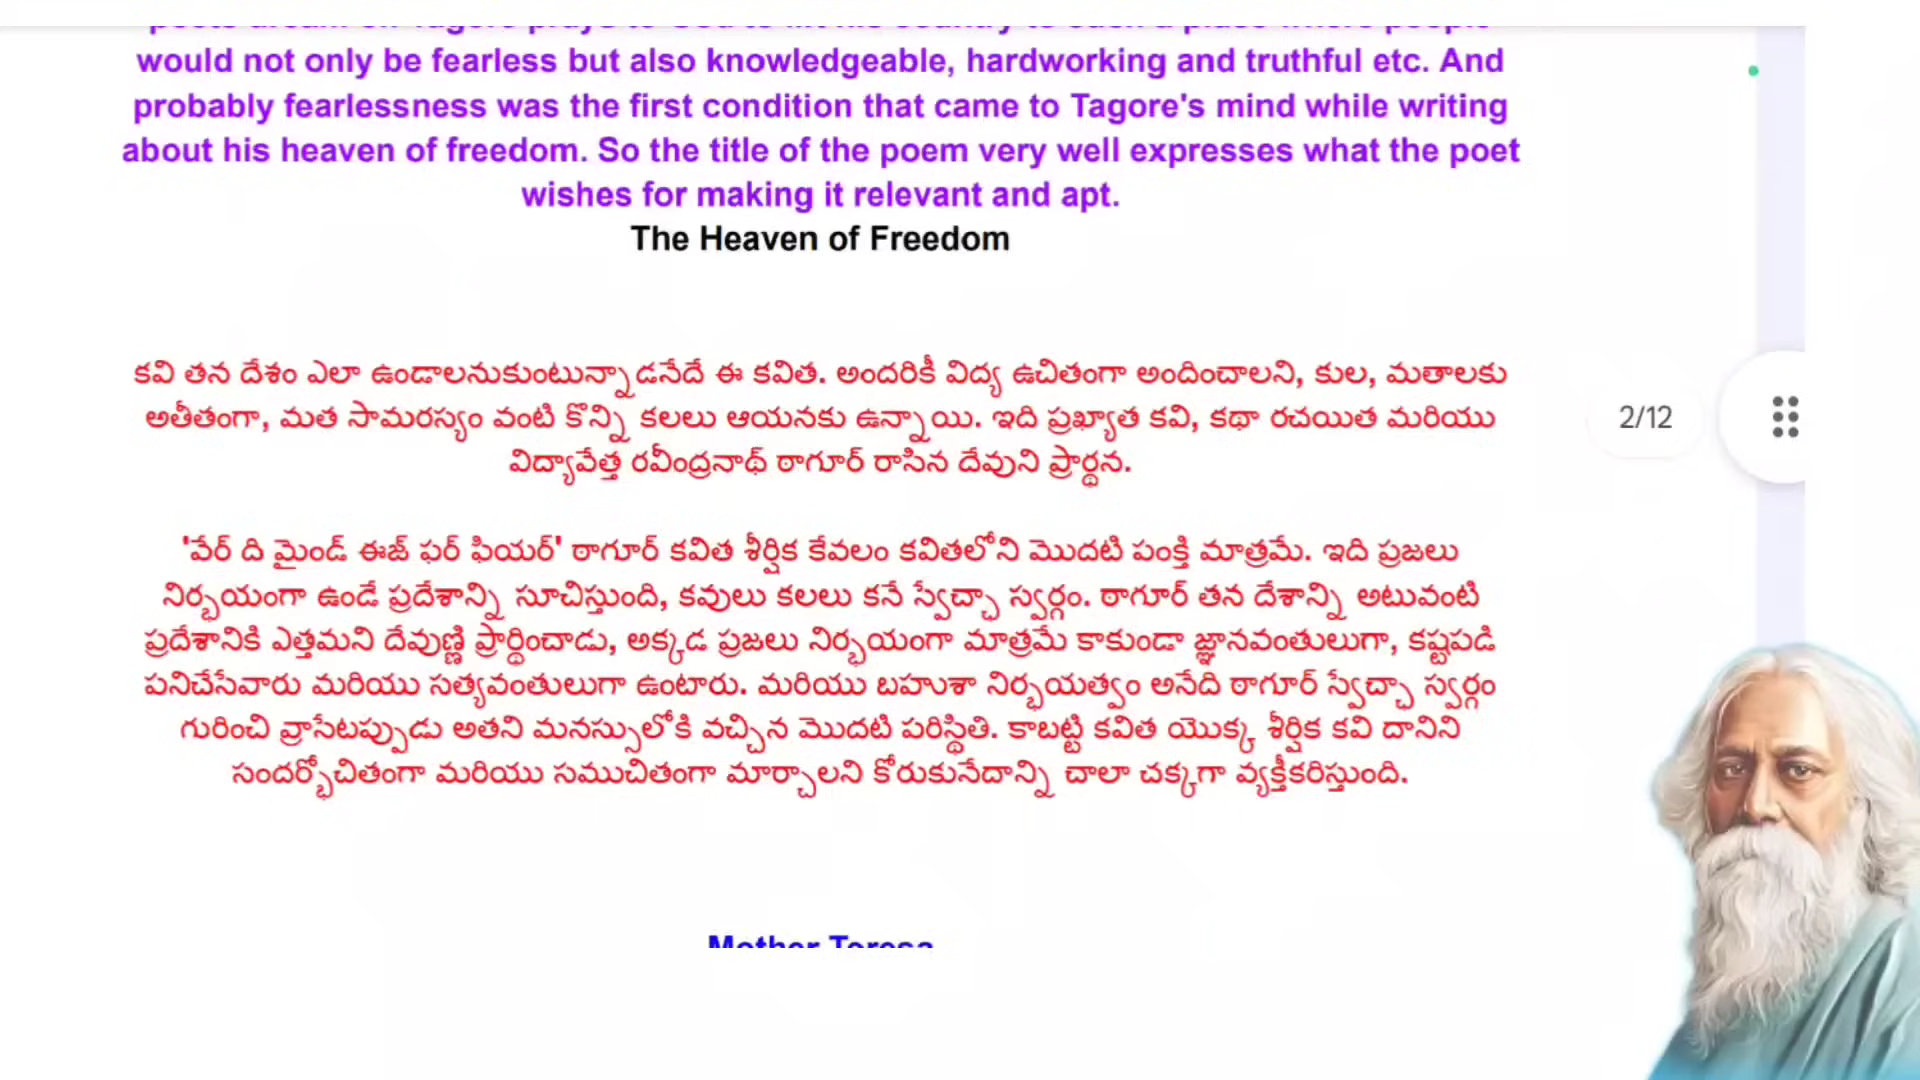 would not only be fearless but also knowledgeable, hardworking and truthful etc. And
probably fearlessness was the first condition that came to Tagore's mind while writing
about his heaven of freedom. So the title of the poem very well expresses what the poet
wishes for making it relevant and apt.
The Heaven of Freedom
కవి తన దేశం ఎలా ఉండాలనుకుంటున్నాడనేదే ఈ కవిత. అందరికీ విద్య ఉచితంగా అందించాలని, కుల, మతాలకు
అతీతంగా, మత సామరస్యం వంటి కొన్ని కలలు ఆయనకు ఉన్నాయి. ఇది ప్రఖ్యాత కవి, కథా రచయిత మరియు
విద్యావేత్త రవీంద్రనాథ్ ఠాగూర్ రాసిన దేవుని ప్రార్థన.
2/12
'వేర్ ది మైండ్ ఈజ్ ఫర్ ఫియర్' ఠాగూర్ కవిత శీర్షిక కేవలం కవితలోని మొదటి పంక్తి మాత్రమే. ఇది ప్రజలు
నిర్భయంగా ఉండే ప్రదేశాన్ని సూచిస్తుంది, కవులు కలలు కనే స్వేచ్ఛా స్వర్గం. ఠాగూర్ తన దేశాన్ని అటువంటి
ప్రదేశానికి ఎత్తమని దేవుణ్ణి ప్రార్థించాడు, అక్కడ ప్రజలు నిర్భయంగా మాత్రమే కాకుండా జ్ఞానవంతులుగా, కష్టపడి
పనిచేసేవారు మరియు సత్యవంతులుగా ఉంటారు. మరియు బహుశా నిర్భయత్వం అనేది ఠాగూర్ స్వేచ్ఛా స్వర్గం
గురించి వ్రాసేటప్పుడు అతని మనస్సులోకి వచ్చిన మొదటి పరిస్థితి. కాబట్టి కవిత యొక్క శీర్షిక కవి దానిని
సందర్భోచితంగా మరియు సముచితంగా మార్చాలని కోరుకునేదాన్ని చాలా చక్కగా వ్యక్తీకరిస్తుంది.
Mother Teresa